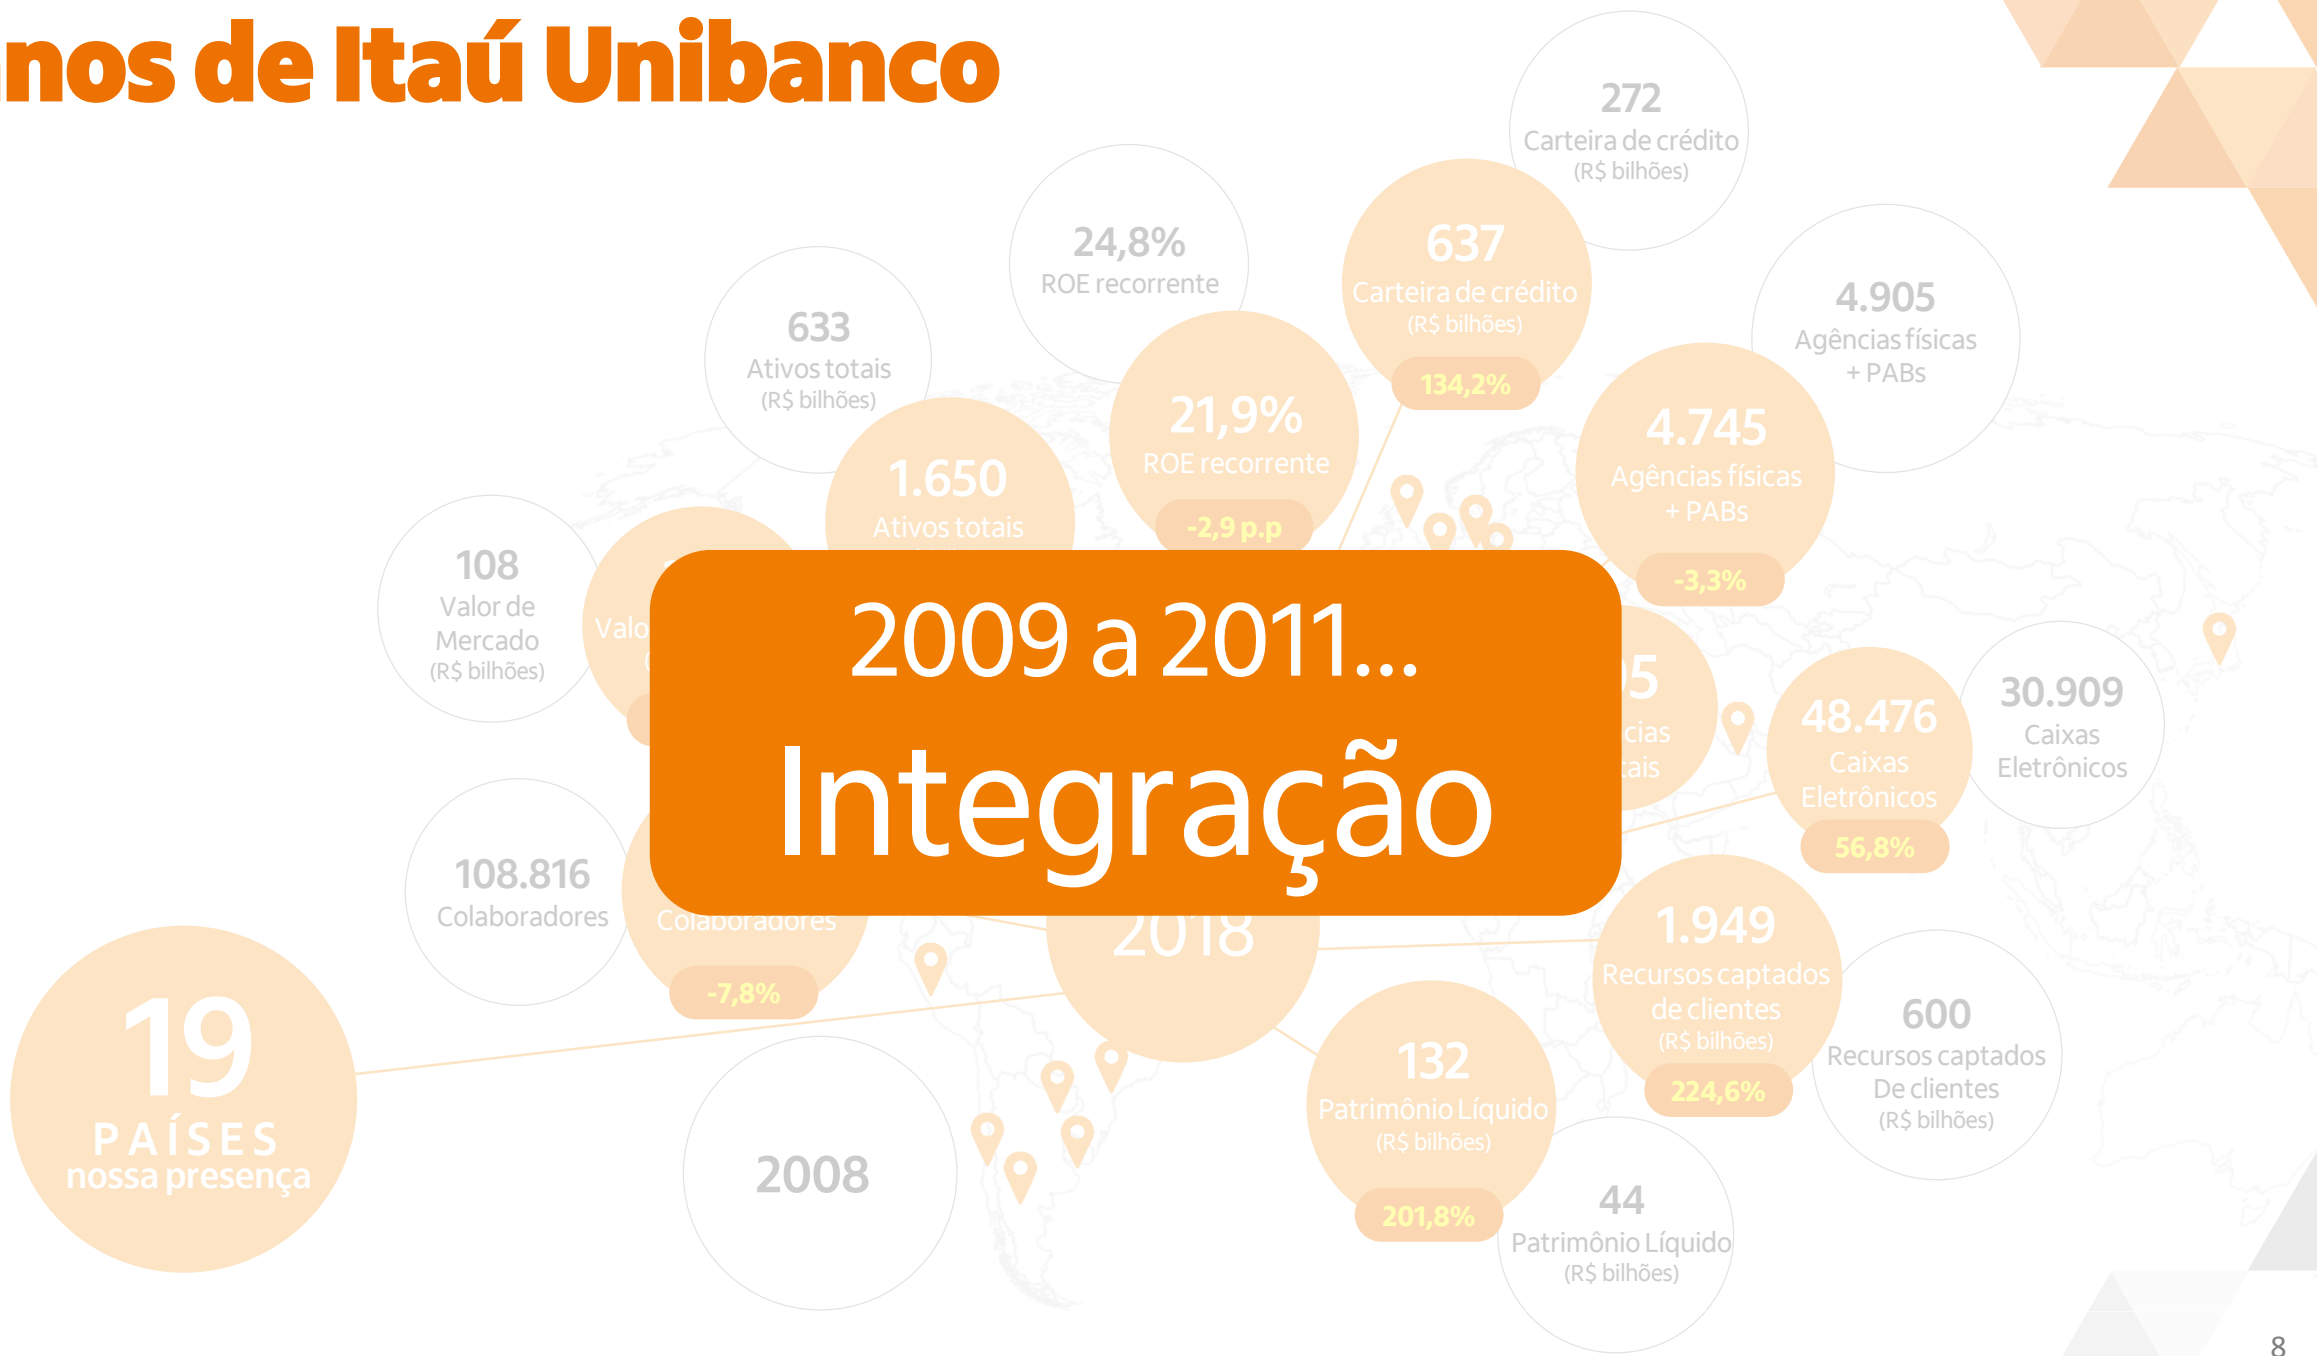 nos de Itaú Unibanco
272
Carteira de crédito
(R$ bilhões)
24,8%
ROE recorrente
637
Carteira de crédito
(R$ bilhões)
134,2%
4.905
Agências físicas
+ PABs
633
Ativos totais
(R$ bilhões)
21,9%
ROE recorrente
-2,9 p.p
4.745
Agências físicas
+ PABs
-3,3%
1.650
Ativos totais
108
Valor de
Mercado
(R$ bilhões)
2009 a 2011...
Integração
48.476
Caixas
Eletrônicos
56,8%
30.909
Caixas
Eletrônicos
108.816
Colaboradores
Colaboradores
-7,8%
2018
1.949
Recursos captados
de clientes
(R$ bilhões)
224,6%
600
Recursos captados
De clientes
(R$ bilhões)
19
PAÍSES
nossa presença
132
Patrimônio Líquido
(R$ bilhões)
201,8%
2008
44
Patrimônio Líquido
(R$ bilhões)
8